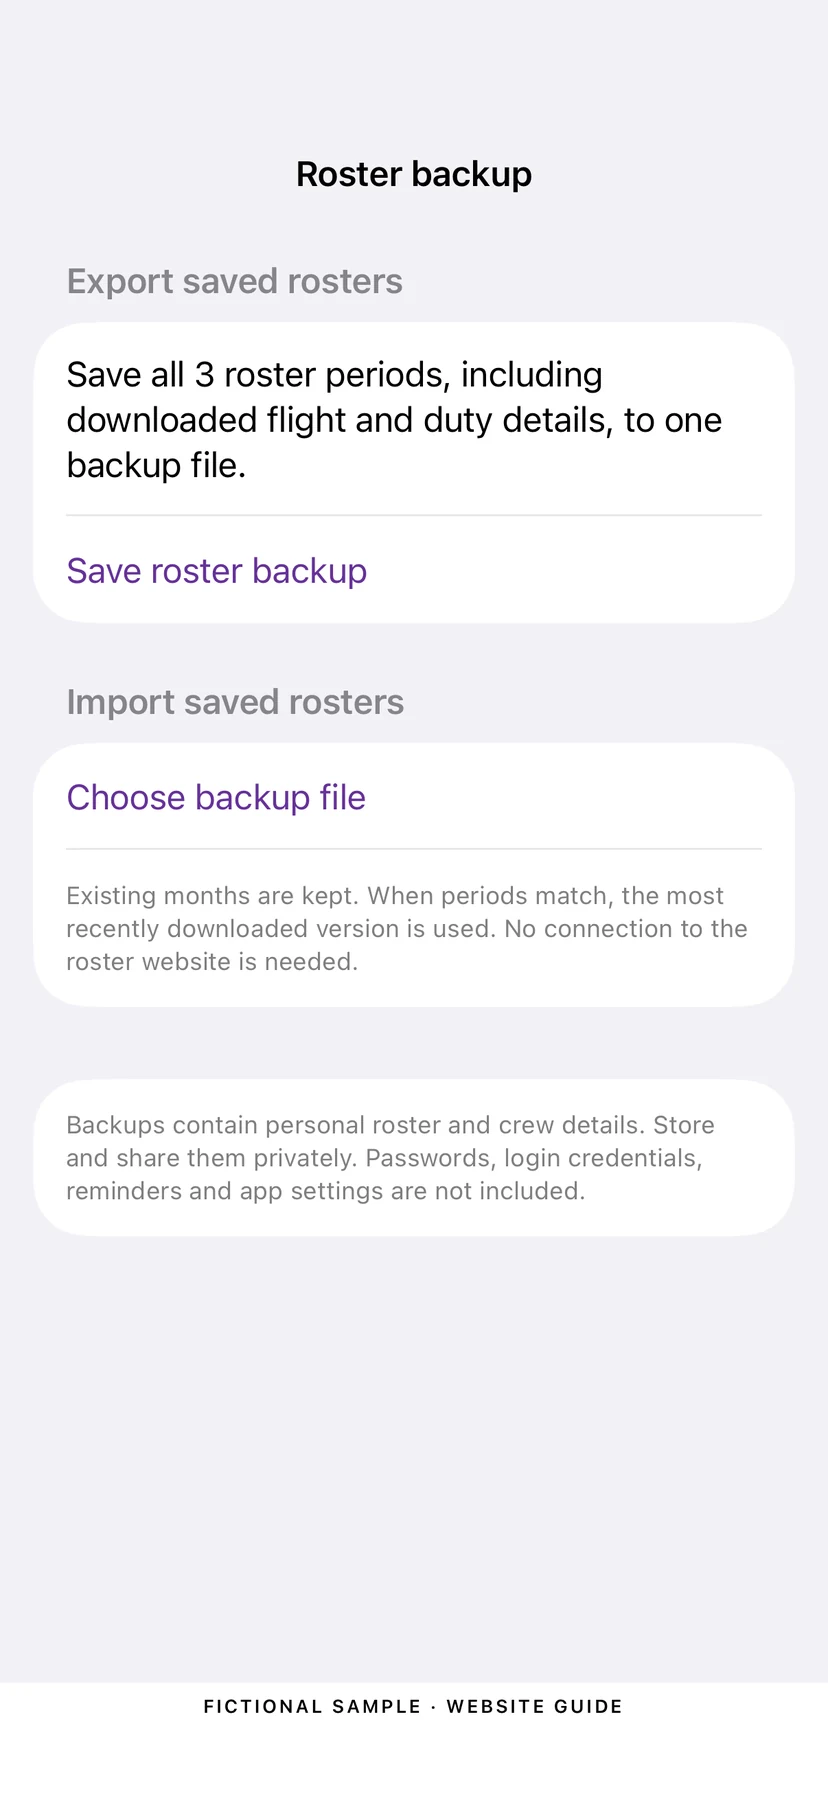 Roster backup
Export saved rosters
Save all 3 roster periods, including
downloaded flight and duty details, to one
backup file.
Save roster backup
Import saved rosters
Choose backup file
Existing months are kept. When periods match, the most
recently downloaded version is used. No connection to the
roster website is needed.
Backups contain personal roster and crew details. Store
and share them privately. Passwords, login credentials,
reminders and app settings are not included.
FICTIONAL SAMPLE · WEBSITE GUIDE